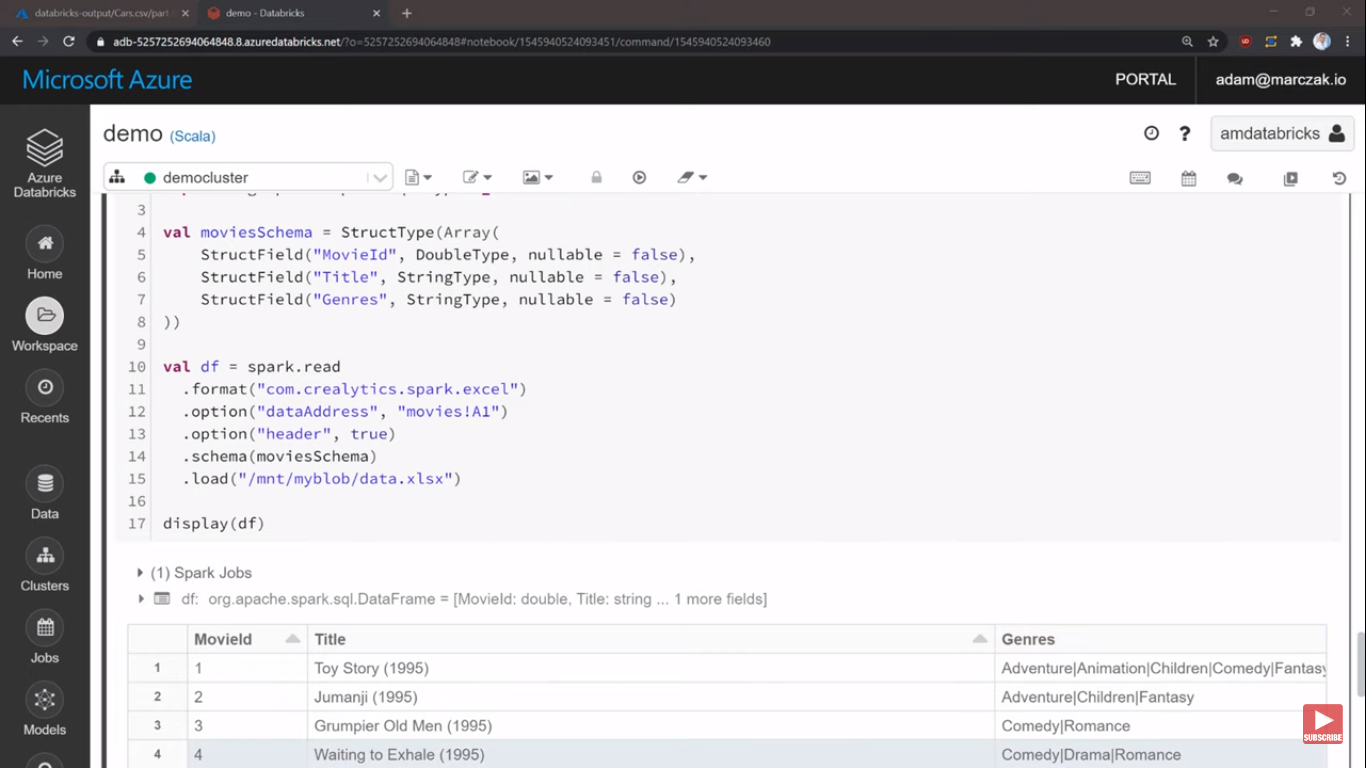 databricks-output/Cars.csv/part
demo - Databricks
adb-5257252694064848.8.azuredatabricks.net/?o=5257252694064848#notebook/1545940524093451/command/1545940524093460
Microsoft Azure
PORTAL
adam@marczak.io
demo (Scala)
amdatabricks
democluster
Azure
Databricks
Home
Workspace
Recents
Data
Clusters
Jobs
Models
3
4 val moviesSchema = StructType(Array(
5 StructField("MovieId", DoubleType, nullable = false),
6 StructField("Title", StringType, nullable = false),
7 StructField("Genres", StringType, nullable = false)
8 ))
9
10 val df = spark.read
11 .format("com.crealytics.spark.excel")
12 .option("dataAddress", "movies!A1")
13 .option("header", true)
14 .schema(moviesSchema)
15 .load("/mnt/myblob/data.xlsx")
16
17 display(df)
(1) Spark Jobs
df: org.apache.spark.sql.DataFrame = [MovieId: double, Title: string ... 1 more fields]
MovieId Title Genres
1 1 Toy Story (1995) Adventure|Animation|Children|Comedy|Fantasy
2 2 Jumanji (1995) Adventure|Children|Fantasy
3 3 Grumpier Old Men (1995) Comedy|Romance
4 4 Waiting to Exhale (1995) Comedy|Drama|Romance
SUBSCRIBE